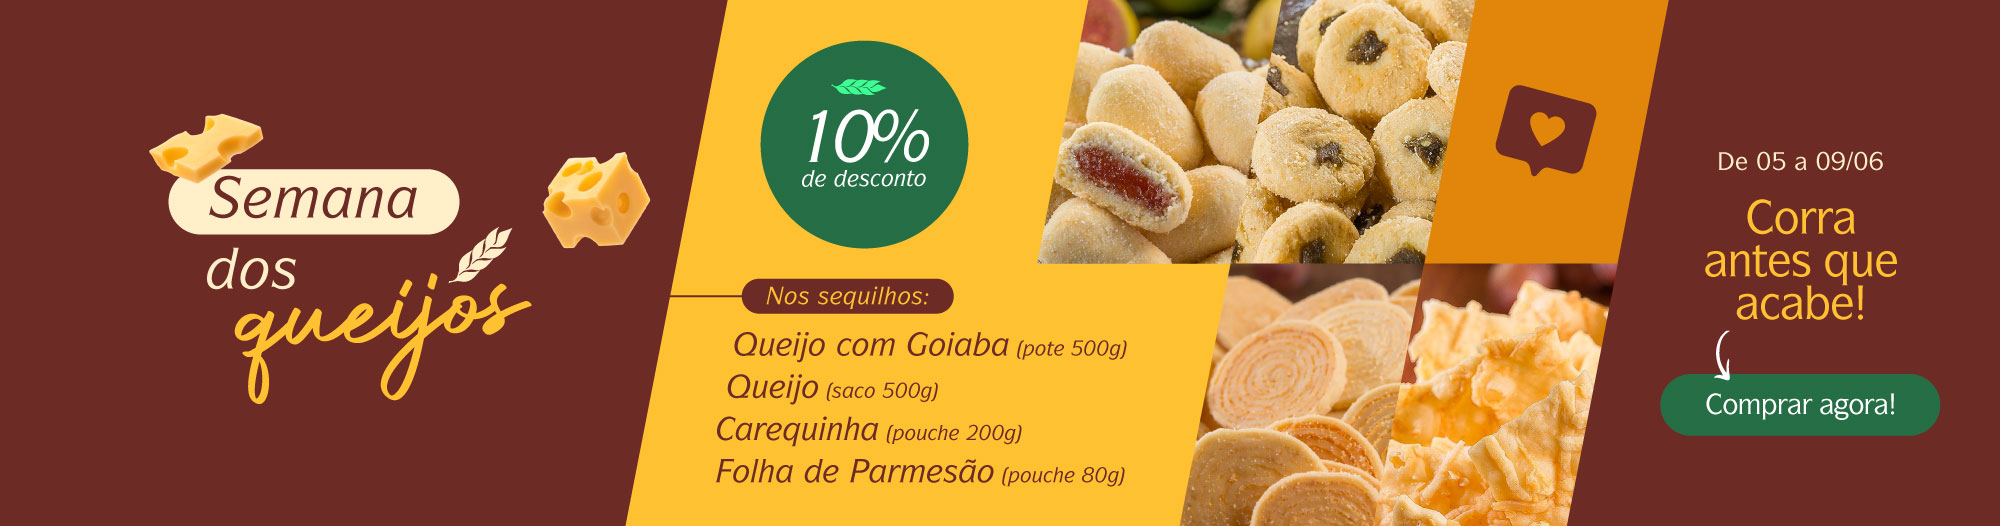 Semana
dos
queijos
10%
de desconto
Nos sequilhos:
Queijo com Goiaba (pote 500g)
Queijo (saco 500g)
Carequinha (pouche 200g)
Folha de Parmesão (pouche 80g)
De 05 a 09/06
Corra
antes que
acabe!
Comprar agora!